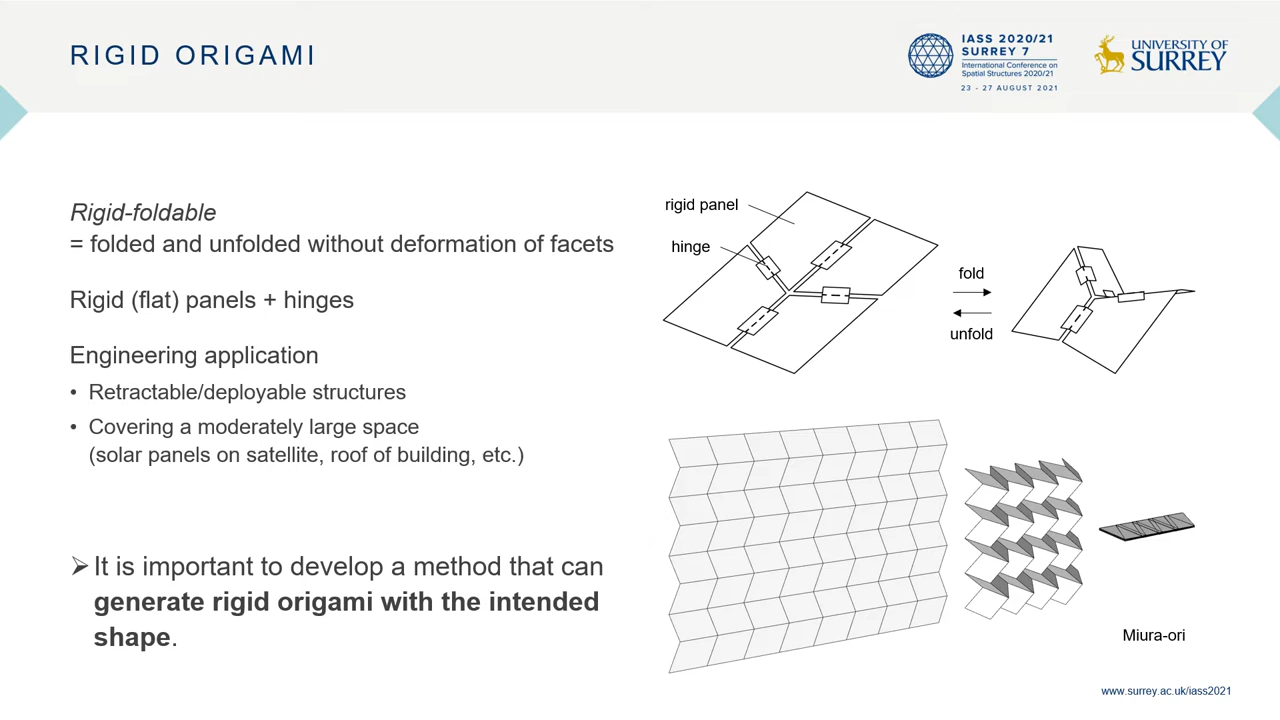 RIGID ORIGAMI
IASS 2020/21
SURREY 7
International Conference on
Spatial Structures 2020/21
23 - 27 AUGUST 2021
UNIVERSITY OF
SURREY
Rigid-foldable
= folded and unfolded without deformation of facets
Rigid (flat) panels + hinges
Engineering application
• Retractable/deployable structures
• Covering a moderately large space
(solar panels on satellite, roof of building, etc.)
➢ It is important to develop a method that can
generate rigid origami with the intended
shape.
rigid panel
hinge
fold
unfold
Miura-ori
www.surrey.ac.uk/iass2021